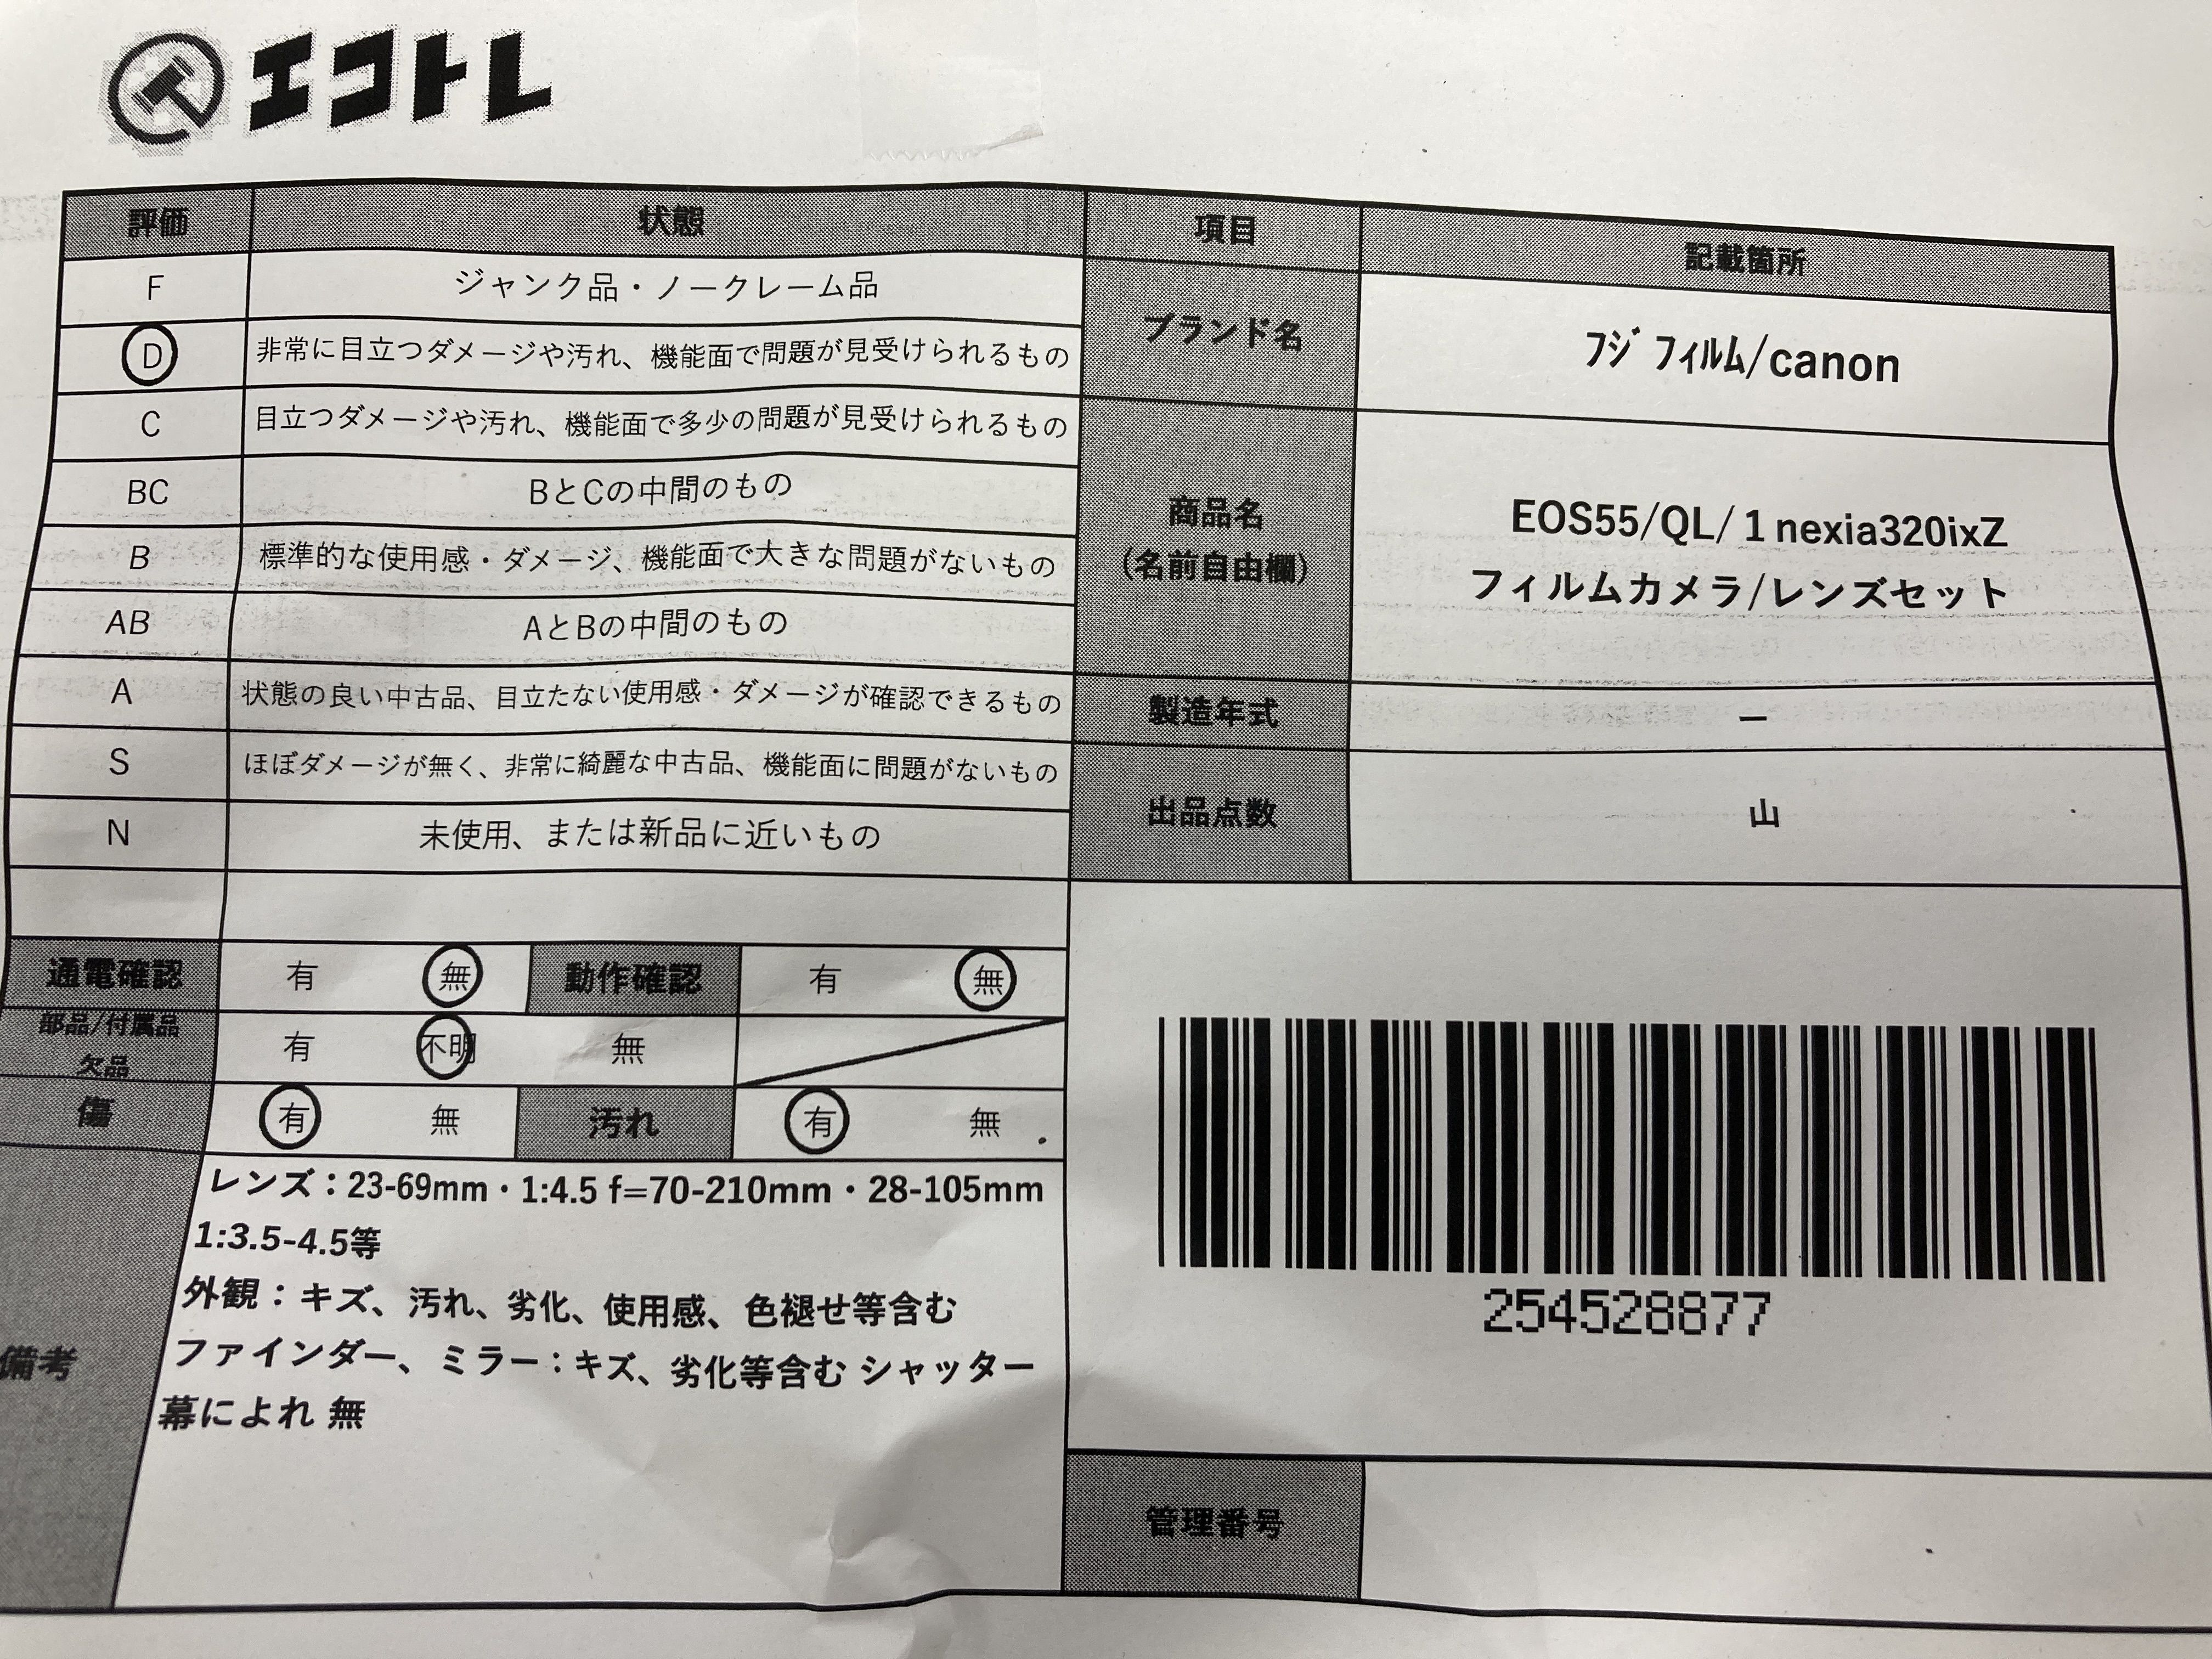 エコトレ
評価 状態
F ジャンク品・ノークレーム品
D 非常に目立つダメージや汚れ、機能面で問題が見受けられるもの
C 目立つダメージや汚れ、機能面で多少の問題が見受けられるもの
BC BとCの中間のもの
B 標準的な使用感・ダメージ、機能面で大きな問題がないもの
AB AとBの中間のもの
A 状態の良い中古品、目立たない使用感・ダメージが確認できるもの
S ほぼダメージが無く、非常に綺麗な中古品、機能面に問題がないもの
N 未使用、または新品に近いもの
通電確認 有 無 動作確認 有 無
部品/付属品
欠品 有 不明 無
傷 有 無 汚れ 有 無
備考
レンズ：23-69mm・1:4.5 f=70-210mm・28-105mm
1:3.5-4.5等
外観：キズ、汚れ、劣化、使用感、色褪せ等含む
ファインダー、ミラー：キズ、劣化等含む シャッター
幕によれ 無
項目 記載箇所
ブランド名 ﾌｼﾞﾌｨﾙﾑ/canon
商品名
（名前自由欄）
EOS55/QL/１nexia320ixZ
フィルムカメラ/レンズセット
製造年式 ー
出品点数 山
254528877
管理番号